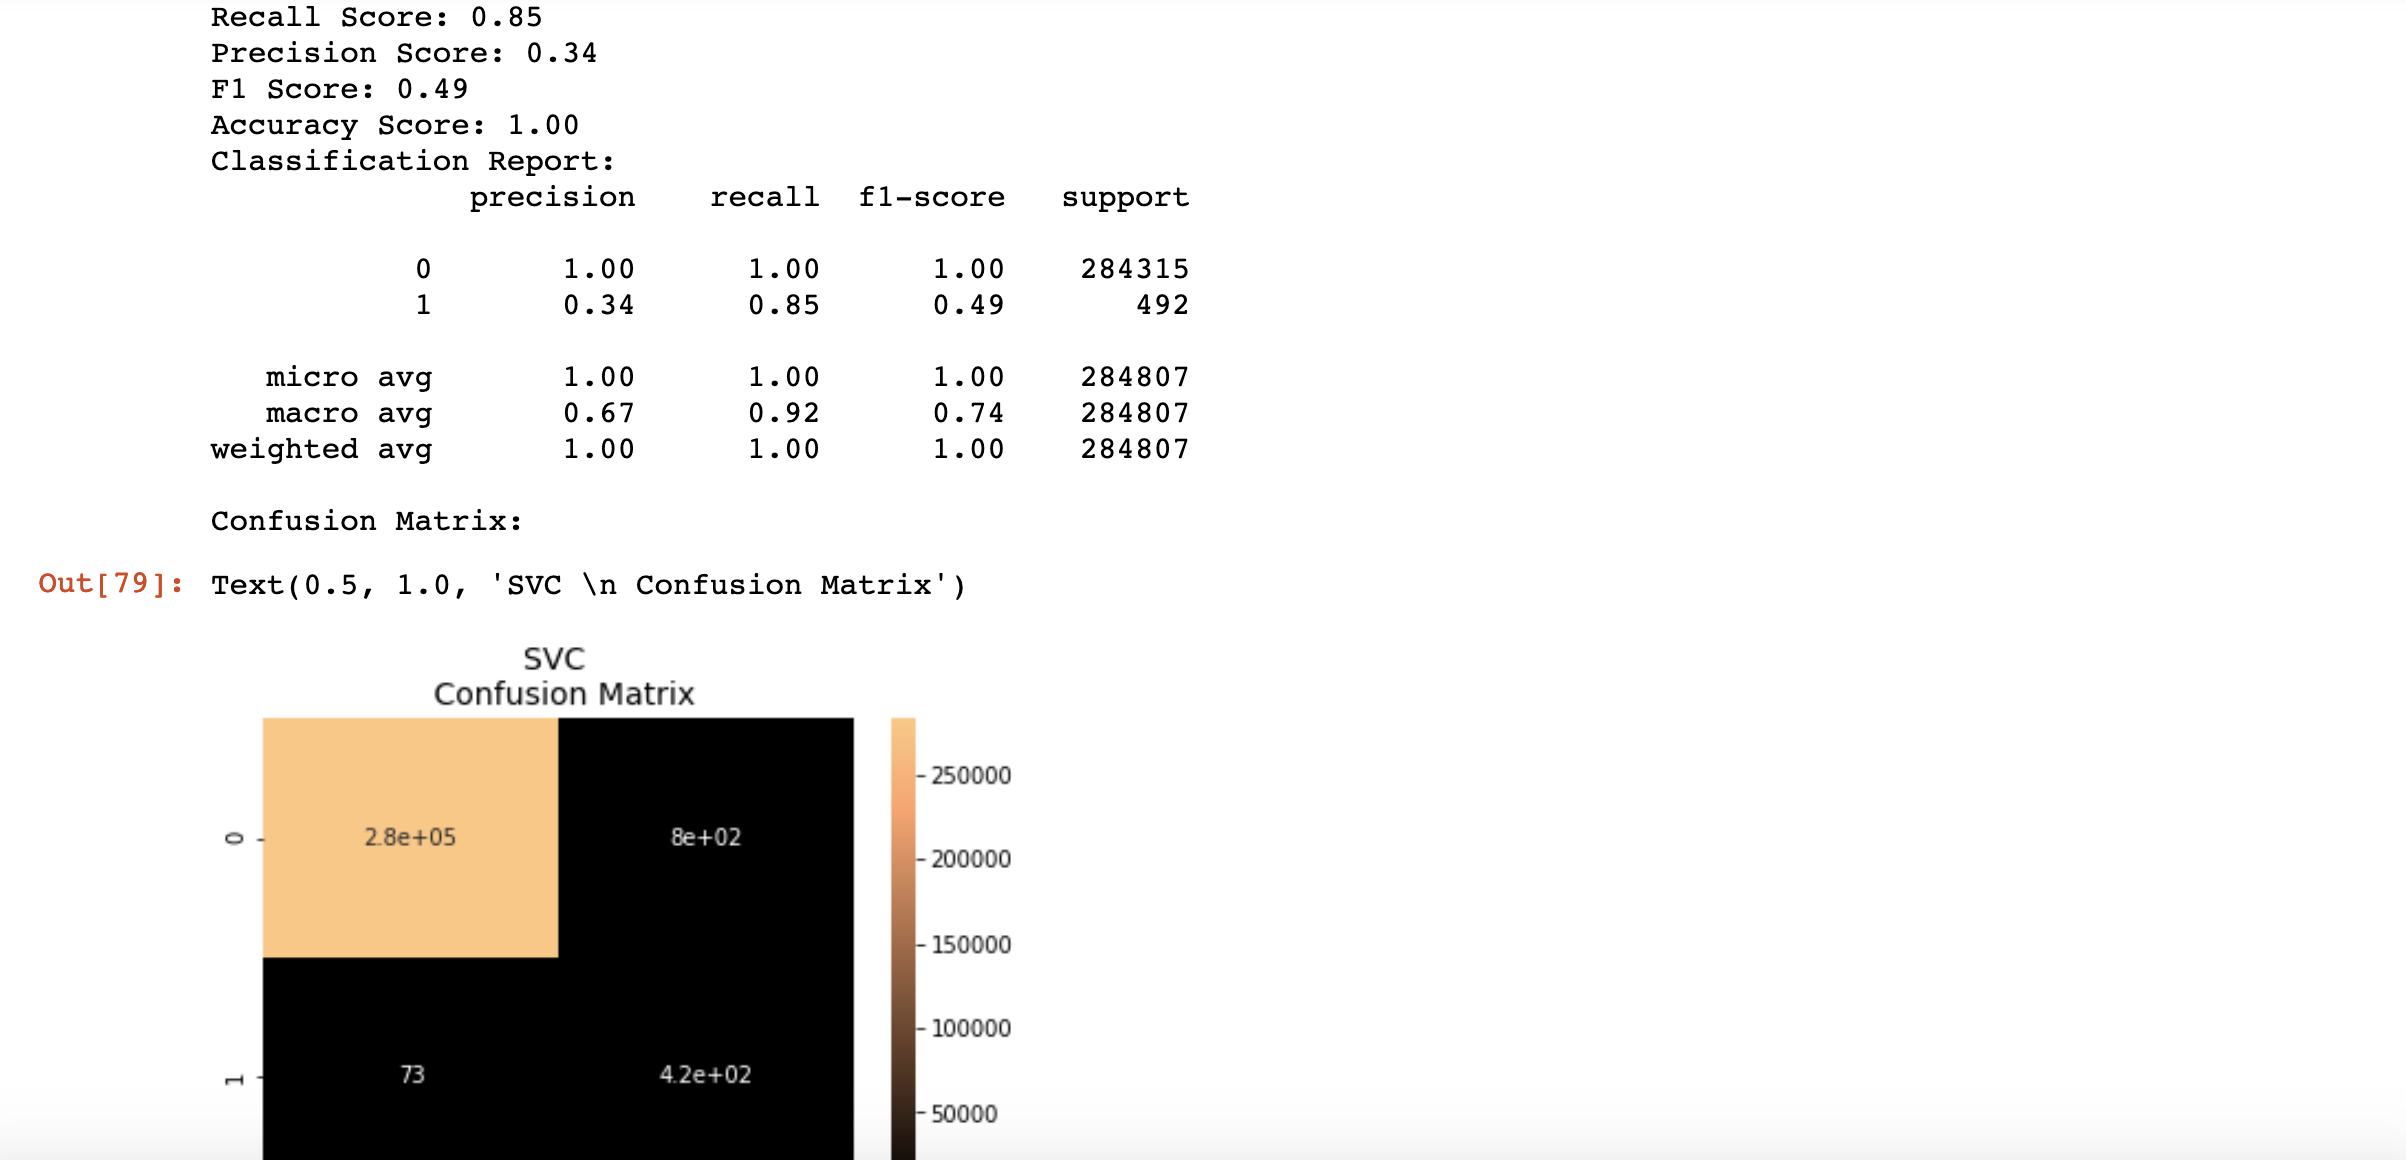 Recall Score: 0.85
Precision Score: 0.34
F1 Score: 0.49
Accuracy Score: 1.00
Classification Report:
precision recall f1-score support
0 1.00 1.00 1.00 284315
1 0.34 0.85 0.49 492
micro avg 1.00 1.00 1.00 284807
macro avg 0.67 0.92 0.74 284807
weighted avg 1.00 1.00 1.00 284807
Confusion Matrix:
Out[79]: Text(0.5, 1.0, 'SVC \n Confusion Matrix')
SVC
Confusion Matrix
250000
0 2.8e+05 8e+02
200000
150000
100000
1 73 4.2e+02
50000